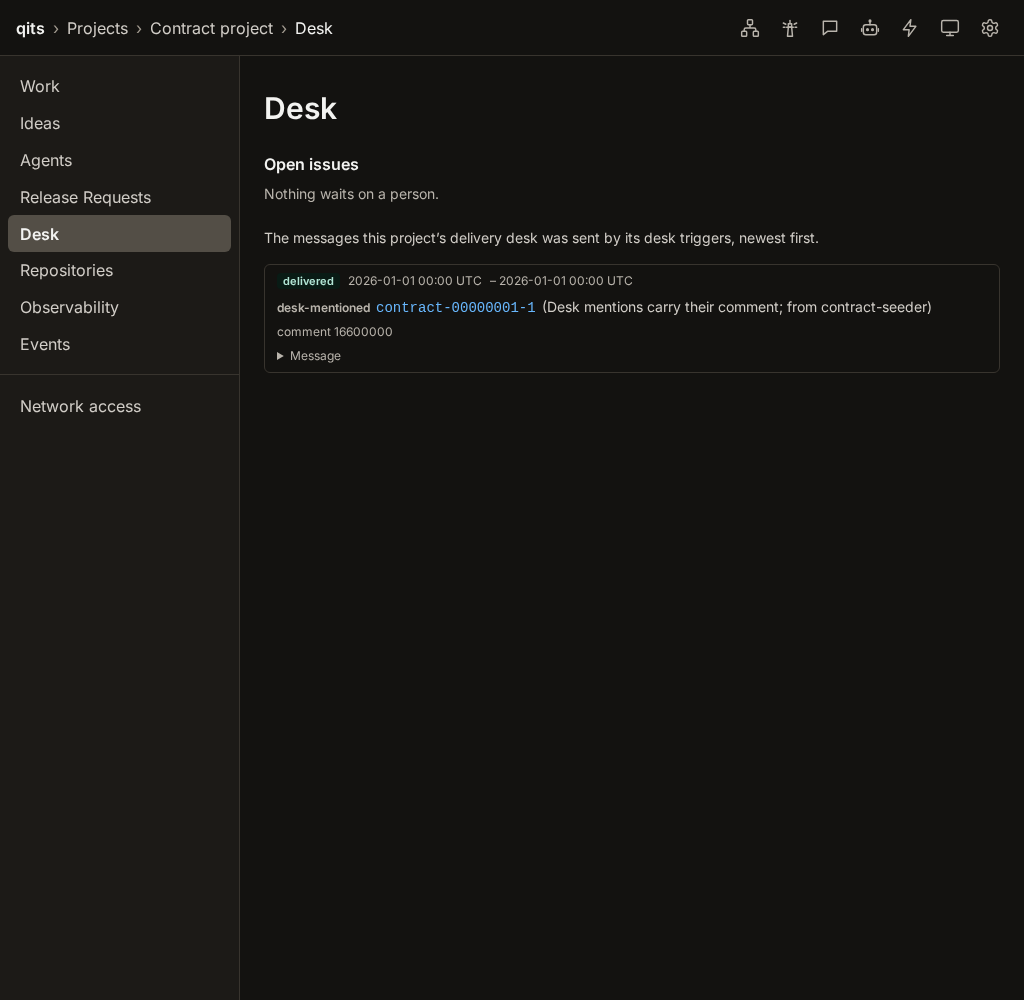 qits › Projects › Contract project › Desk
Work
Ideas
Agents
Release Requests
Desk
Repositories
Observability
Events
Network access
Desk
Open issues
Nothing waits on a person.
The messages this project’s delivery desk was sent by its desk triggers, newest first.
delivered 2026-01-01 00:00 UTC – 2026-01-01 00:00 UTC
desk-mentioned contract-00000001-1 (Desk mentions carry their comment; from contract-seeder)
comment 16600000
Message